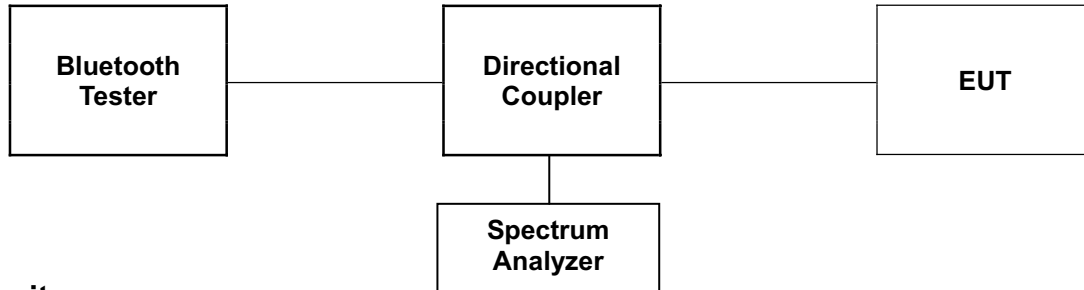 Bluetooth
Tester
Directional
Coupler
EUT
Spectrum
Analyzer